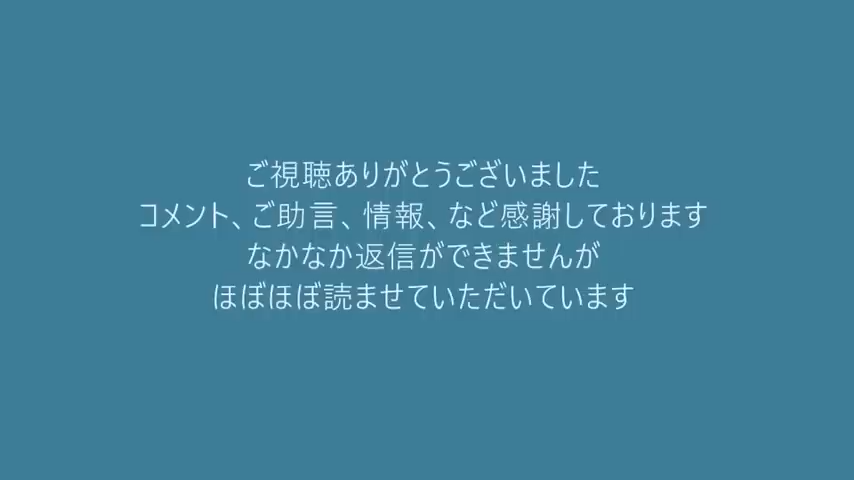 ご視聴ありがとうございました
コメント、ご助言、情報、など感謝しております
なかなか返信ができませんが
ほぼほぼ読ませていただいています